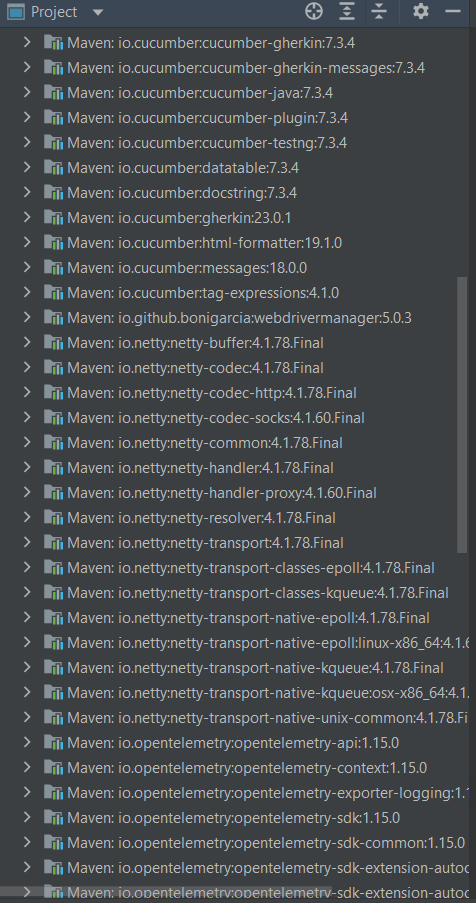 Project
Maven: io.cucumber:cucumber-gherkin:7.3.4
Maven: io.cucumber:cucumber-gherkin-messages:7.3.4
Maven: io.cucumber:cucumber-java:7.3.4
Maven: io.cucumber:cucumber-plugin:7.3.4
Maven: io.cucumber:cucumber-testng:7.3.4
Maven: io.cucumber:datatable:7.3.4
Maven: io.cucumber:docstring:7.3.4
Maven: io.cucumber:gherkin:23.0.1
Maven: io.cucumber:html-formatter:19.1.0
Maven: io.cucumber:messages:18.0.0
Maven: io.cucumber:tag-expressions:4.1.0
Maven: io.github.bonigarcia:webdrivermanager:5.0.3
Maven: io.netty:netty-buffer:4.1.78.Final
Maven: io.netty:netty-codec:4.1.78.Final
Maven: io.netty:netty-codec-http:4.1.78.Final
Maven: io.netty:netty-codec-socks:4.1.60.Final
Maven: io.netty:netty-common:4.1.78.Final
Maven: io.netty:netty-handler:4.1.78.Final
Maven: io.netty:netty-handler-proxy:4.1.60.Final
Maven: io.netty:netty-resolver:4.1.78.Final
Maven: io.netty:netty-transport:4.1.78.Final
Maven: io.netty:netty-transport-classes-epoll:4.1.78.Final
Maven: io.netty:netty-transport-classes-kqueue:4.1.78.Final
Maven: io.netty:netty-transport-native-epoll:4.1.78.Final
Maven: io.netty:netty-transport-native-epoll:linux-x86_64:4.1.6
Maven: io.netty:netty-transport-native-kqueue:4.1.78.Final
Maven: io.netty:netty-transport-native-kqueue:osx-x86_64:4.1.
Maven: io.netty:netty-transport-native-unix-common:4.1.78.Fi
Maven: io.opentelemetry:opentelemetry-api:1.15.0
Maven: io.opentelemetry:opentelemetry-context:1.15.0
Maven: io.opentelemetry:opentelemetry-exporter-logging:1.1
Maven: io.opentelemetry:opentelemetry-sdk:1.15.0
Maven: io.opentelemetry:opentelemetry-sdk-common:1.15.0
Maven: io.opentelemetry:opentelemetry-sdk-extension-autoc
Maven: io.opentelemetry:opentelemetry-sdk-extension-autoc